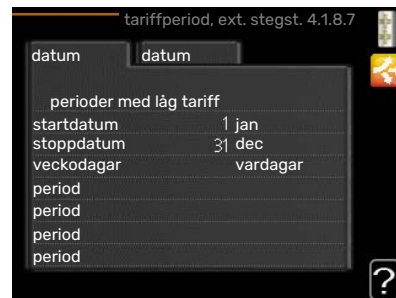 tariffperiod, ext. stegst. 4.1.8.7
datum datum
perioder med låg tariff
startdatum 1 jan
stoppdatum 31 dec
veckodagar vardagar
period
period
period
period
?